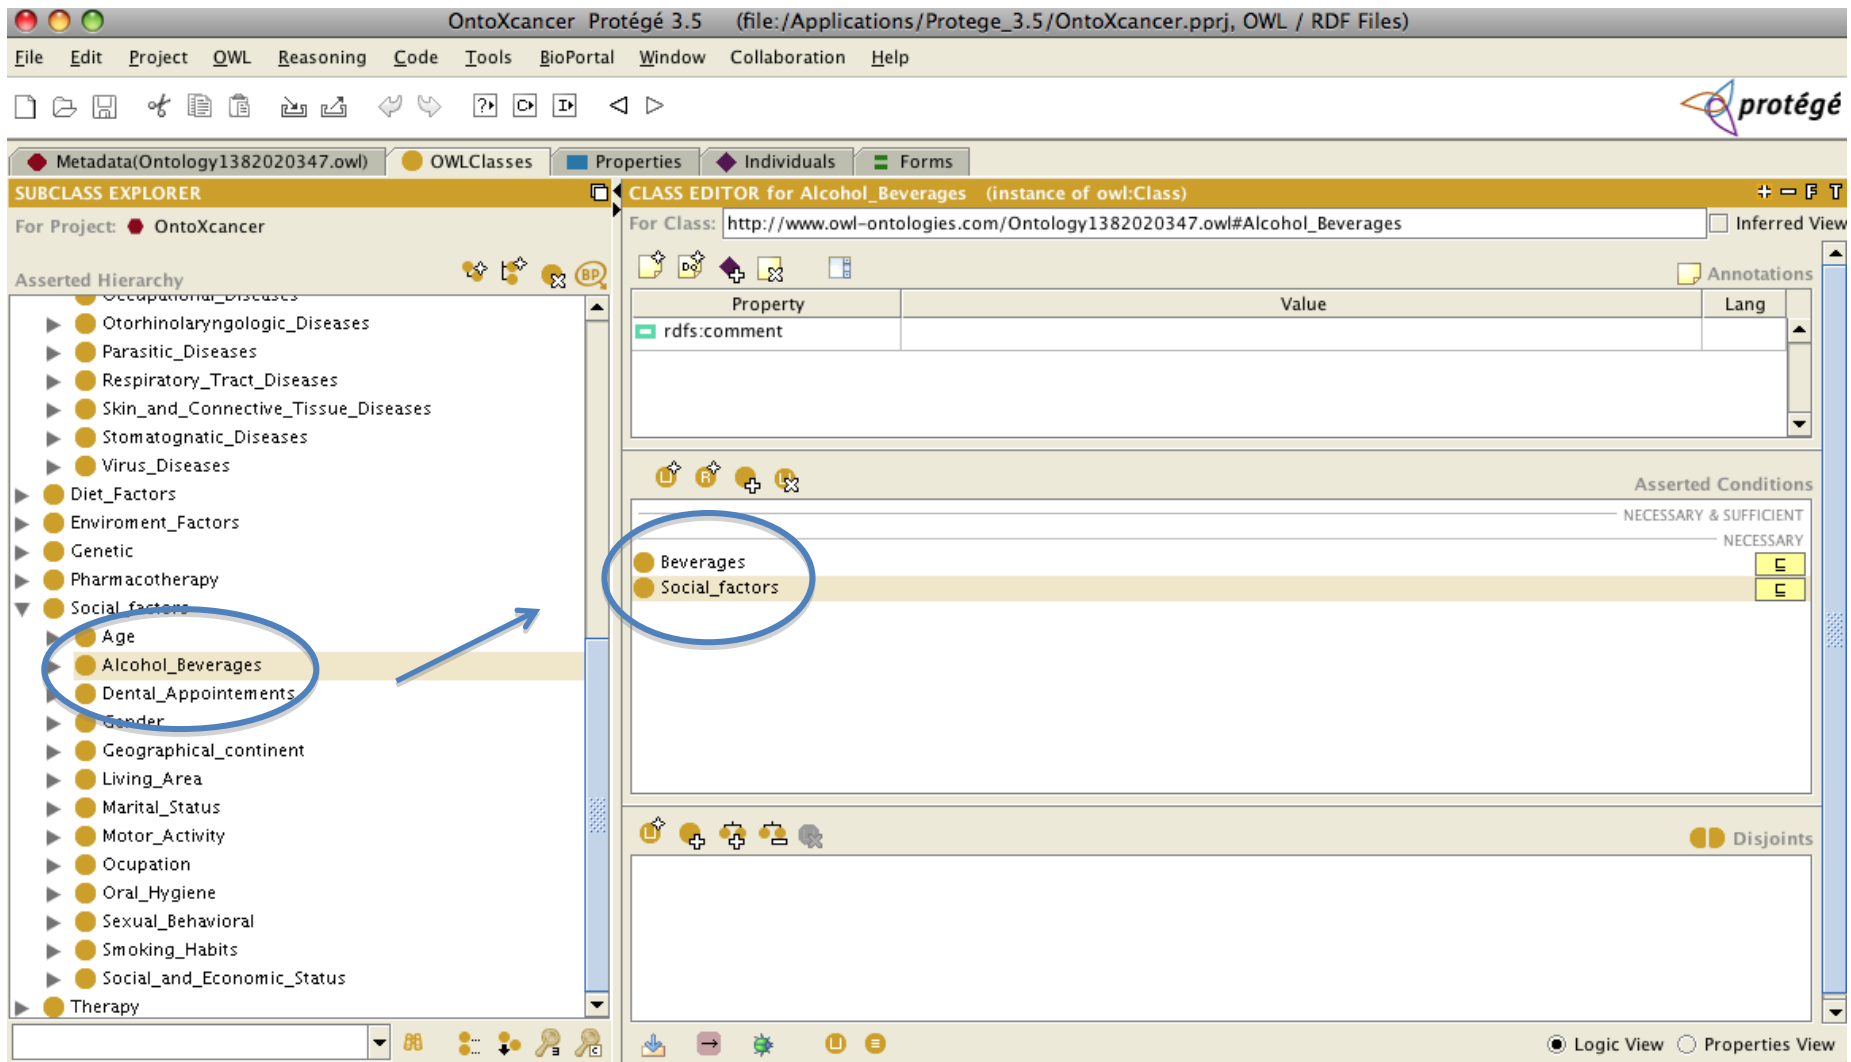 OntoXcancer Protégé 3.5 (file:/Applications/Protege_3.5/OntoXcancer.pprj, OWL / RDF Files)
File Edit Project OWL Reasoning Code Tools BioPortal Window Collaboration Help
protégé
Metadata(Ontology1382020347.owl) OWLClasses Properties Individuals Forms
SUBCLASS EXPLORER
For Project: OntoXcancer
Asserted Hierarchy
BP
Occupational_Diseases
Otorhinolaryngologic_Diseases
Parasitic_Diseases
Respiratory_Tract_Diseases
Skin_and_Connective_Tissue_Diseases
Stomatognatic_Diseases
Virus_Diseases
Diet_Factors
Enviroment_Factors
Genetic
Pharmacotherapy
Social_factors
Age
Alcohol_Beverages
Dental_Appointements
Gender
Geographical_continent
Living_Area
Marital_Status
Motor_Activity
Ocupation
Oral_Hygiene
Sexual_Behavioral
Smoking_Habits
Social_and_Economic_Status
Therapy
CLASS EDITOR for Alcohol_Beverages (instance of owl:Class)
For Class: http://www.owl-ontologies.com/Ontology1382020347.owl#Alcohol_Beverages Inferred View
Annotations
Property Value Lang
rdfs:comment
Asserted Conditions
NECESSARY & SUFFICIENT
NECESSARY
Beverages ⊑
Social_factors ⊑
Disjoints
Logic View Properties View